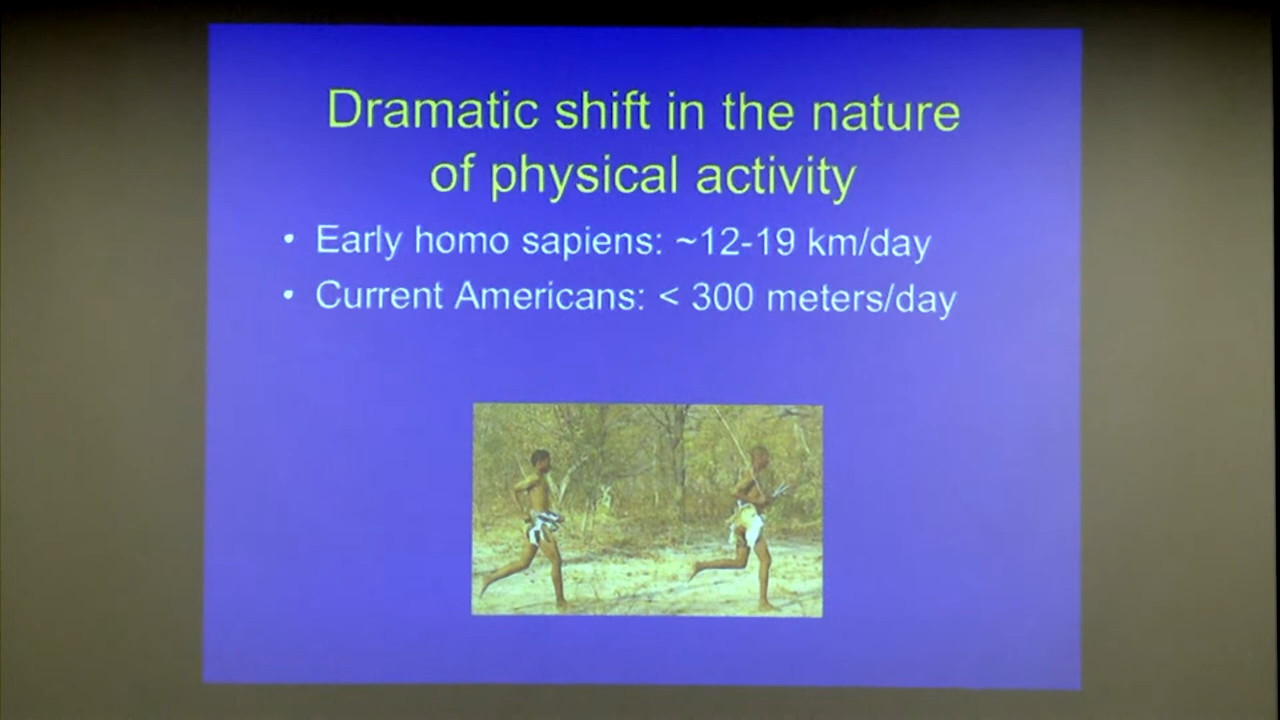 Dramatic shift in the nature
of physical activity
• Early homo sapiens: ~12-19 km/day
• Current Americans: < 300 meters/day